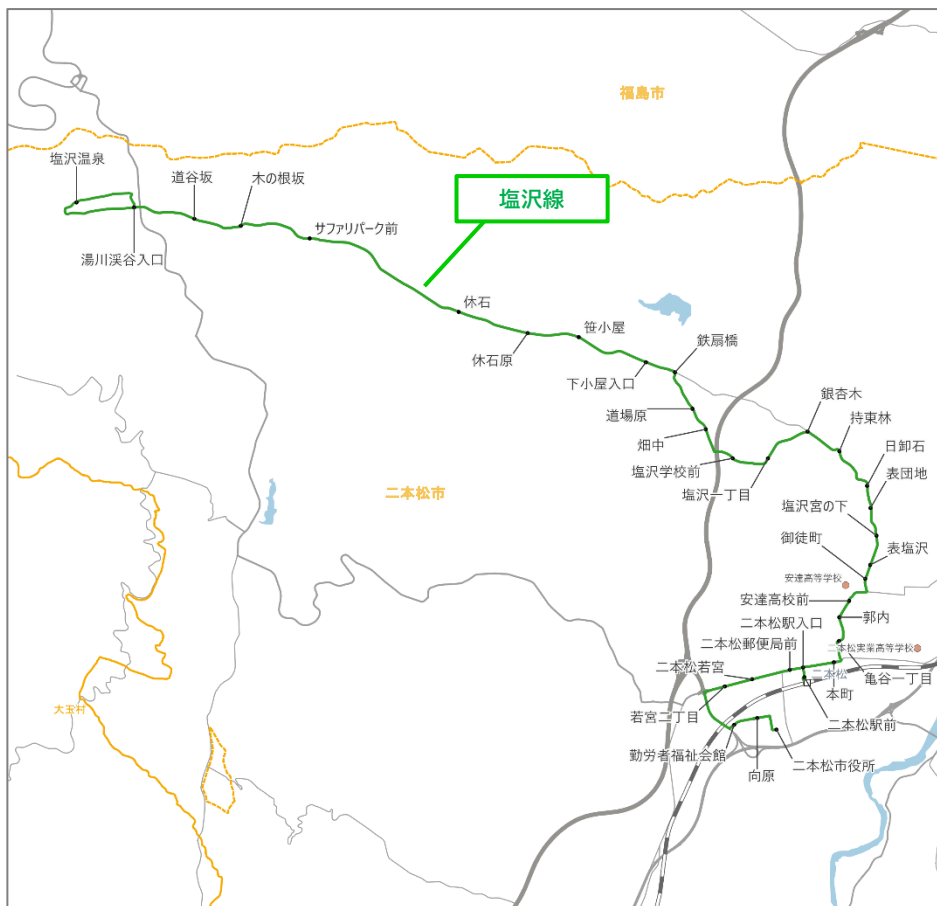 福島市
塩沢温泉
道谷坂
木の根坂
塩沢線
サファリパーク前
湯川渓谷入口
休石
笹小屋
鉄扇橋
休石原
下小屋入口
道場原
銀杏木
畑中
持東林
塩沢学校前
日卸石
塩沢一丁目
表団地
二本松市
塩沢宮の下
御徒町
表塩沢
安達高等学校
安達高校前
郭内
二本松駅入口
二本松郵便局前
二本松実業高等学校
二本松若宮
二本松
亀谷一丁目
本町
大玉村
若宮二丁目
二本松駅前
勤労者福祉会館
向原
二本松市役所